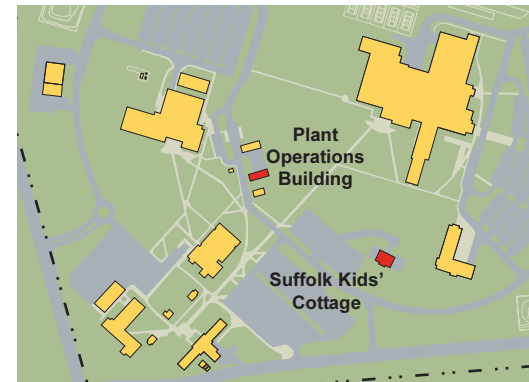 Plant
Operations
Building
Suffolk Kids’
Cottage